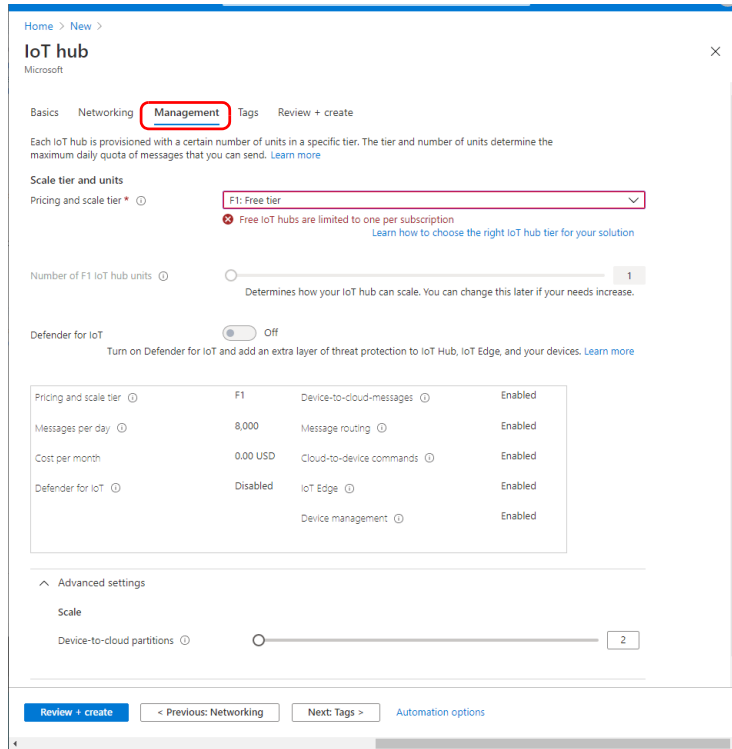 Home > New >
IoT hub
Microsoft
Basics Networking Management Tags Review + create
Each IoT hub is provisioned with a certain number of units in a specific tier. The tier and number of units determine the
maximum daily quota of messages that you can send. Learn more
Scale tier and units
Pricing and scale tier * F1: Free tier
Free IoT hubs are limited to one per subscription
Learn how to choose the right IoT hub tier for your solution
Number of F1 IoT hub units 1
Determines how your IoT hub can scale. You can change this later if your needs increase.
Defender for IoT Off
Turn on Defender for IoT and add an extra layer of threat protection to IoT Hub, IoT Edge, and your devices. Learn more
Pricing and scale tier F1 Device-to-cloud-messages Enabled
Messages per day 8,000 Message routing Enabled
Cost per month 0.00 USD Cloud-to-device commands Enabled
Defender for IoT Disabled IoT Edge Enabled
Device management Enabled
Advanced settings
Scale
Device-to-cloud partitions 2
Review + create < Previous: Networking Next: Tags > Automation options